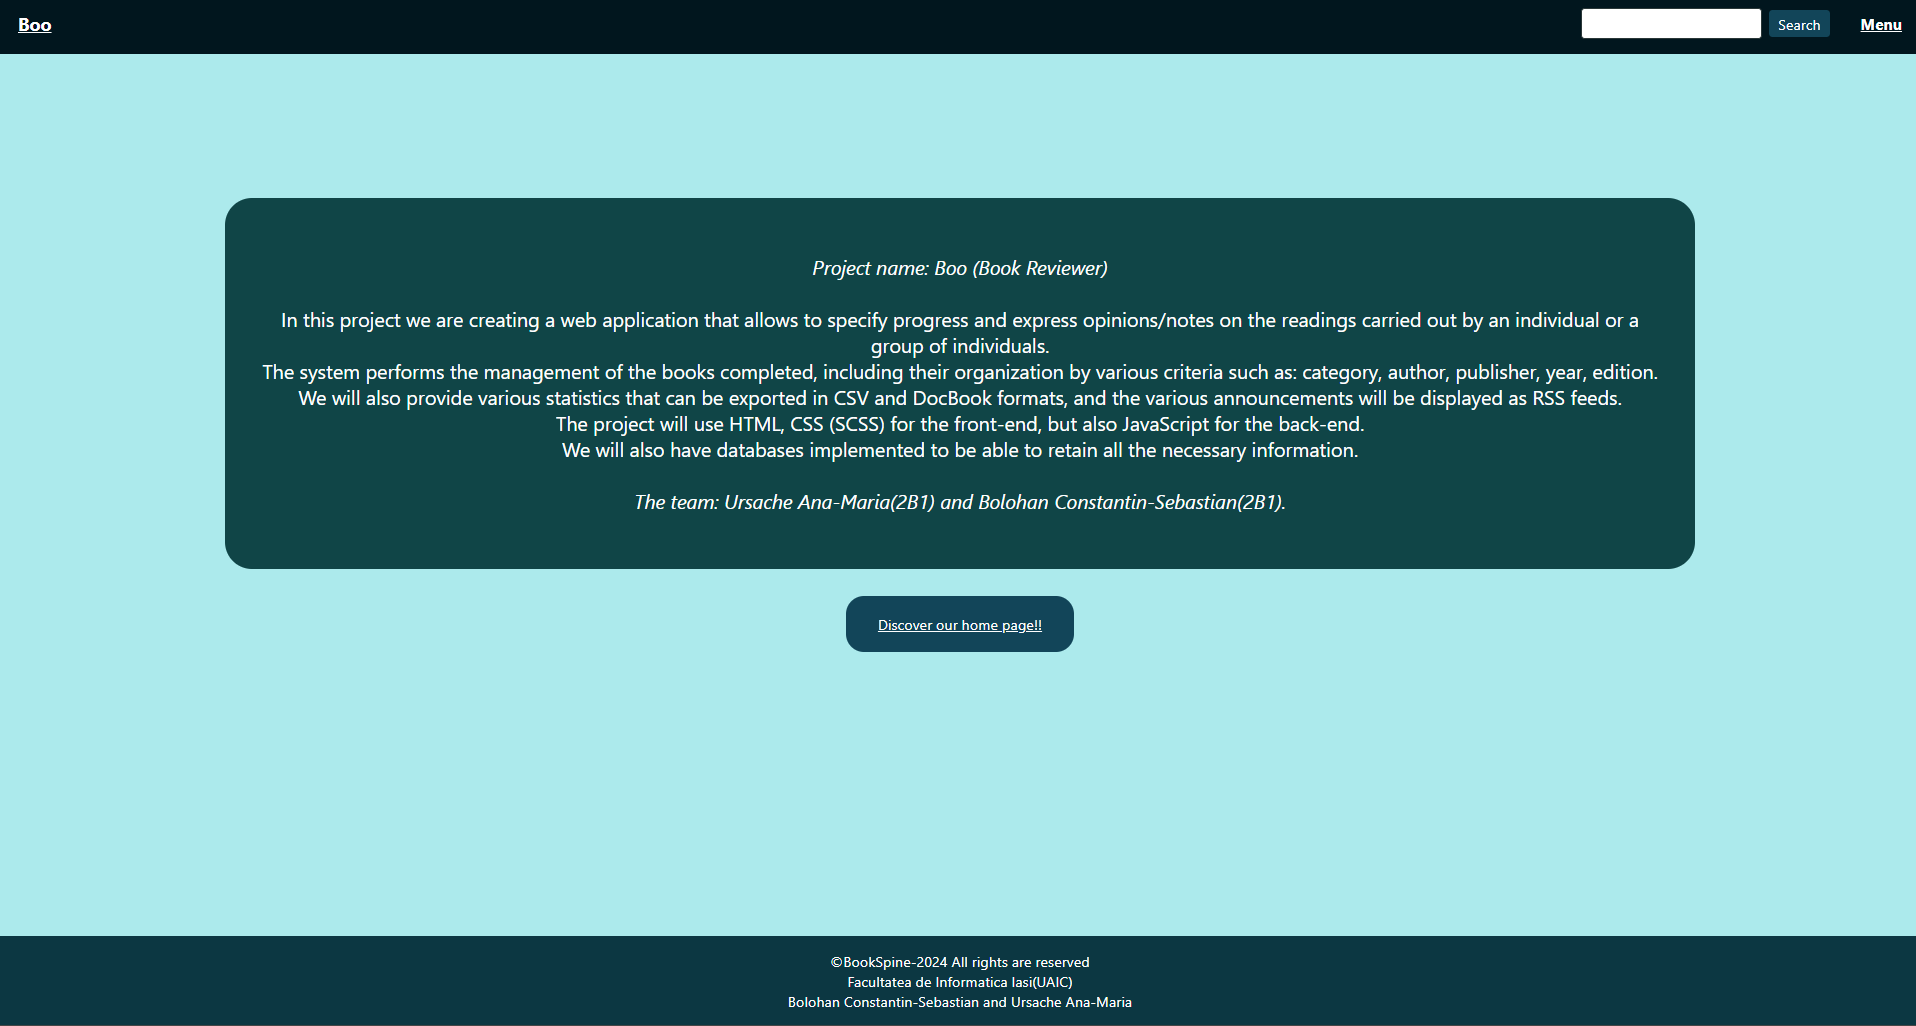 Boo
Search
Menu
Project name: Boo (Book Reviewer)
In this project we are creating a web application that allows to specify progress and express opinions/notes on the readings carried out by an individual or a
group of individuals.
The system performs the management of the books completed, including their organization by various criteria such as: category, author, publisher, year, edition.
We will also provide various statistics that can be exported in CSV and DocBook formats, and the various announcements will be displayed as RSS feeds.
The project will use HTML, CSS (SCSS) for the front-end, but also JavaScript for the back-end.
We will also have databases implemented to be able to retain all the necessary information.
The team: Ursache Ana-Maria(2B1) and Bolohan Constantin-Sebastian(2B1).
Discover our home page!!
©BookSpine-2024 All rights are reserved
Facultatea de Informatica Iasi(UAIC)
Bolohan Constantin-Sebastian and Ursache Ana-Maria